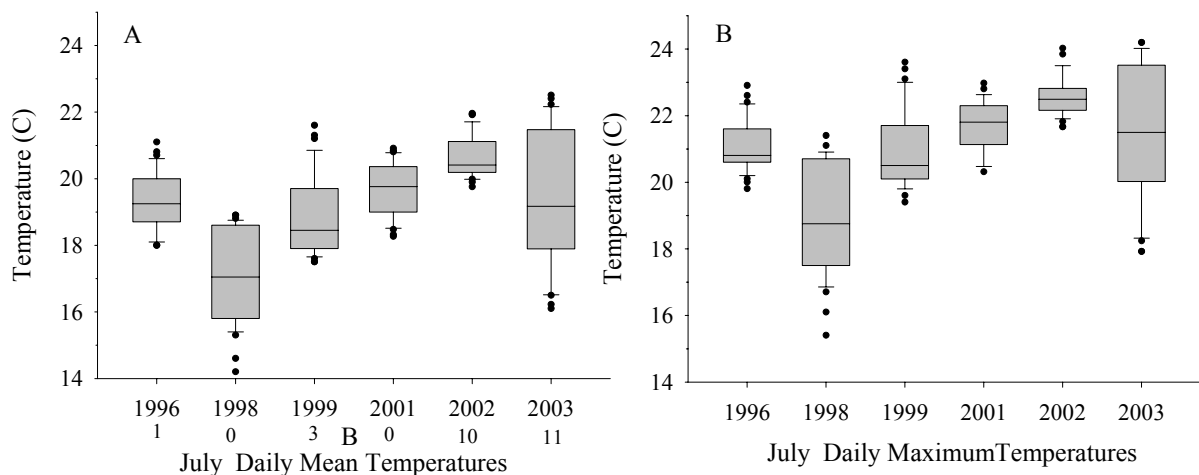 A
Temperature (C)
24
22
20
18
16
14
1996 1998 1999 2001 2002 2003
1 0 3 B 0 10 11
July Daily Mean Temperatures
B
Temperature (C)
24
22
20
18
16
14
1996 1998 1999 2001 2002 2003
July Daily MaximumTemperatures